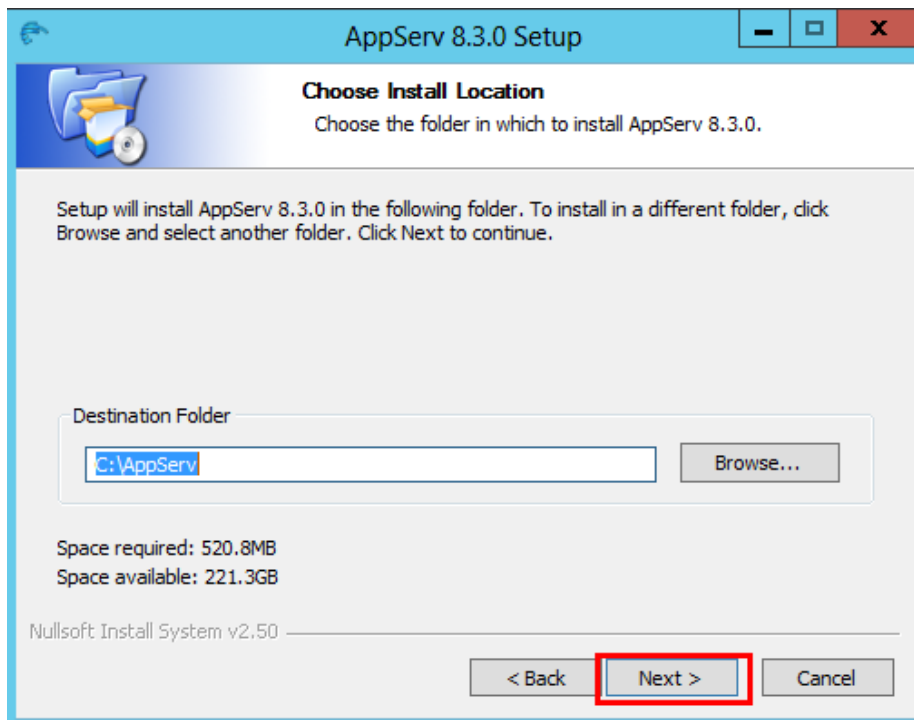 AppServ 8.3.0 Setup
Choose Install Location
Choose the folder in which to install AppServ 8.3.0.
Setup will install AppServ 8.3.0 in the following folder. To install in a different folder, click
Browse and select another folder. Click Next to continue.
Destination Folder
C:\AppServ
Browse...
Space required: 520.8MB
Space available: 221.3GB
Nullsoft Install System v2.50
< Back
Next >
Cancel